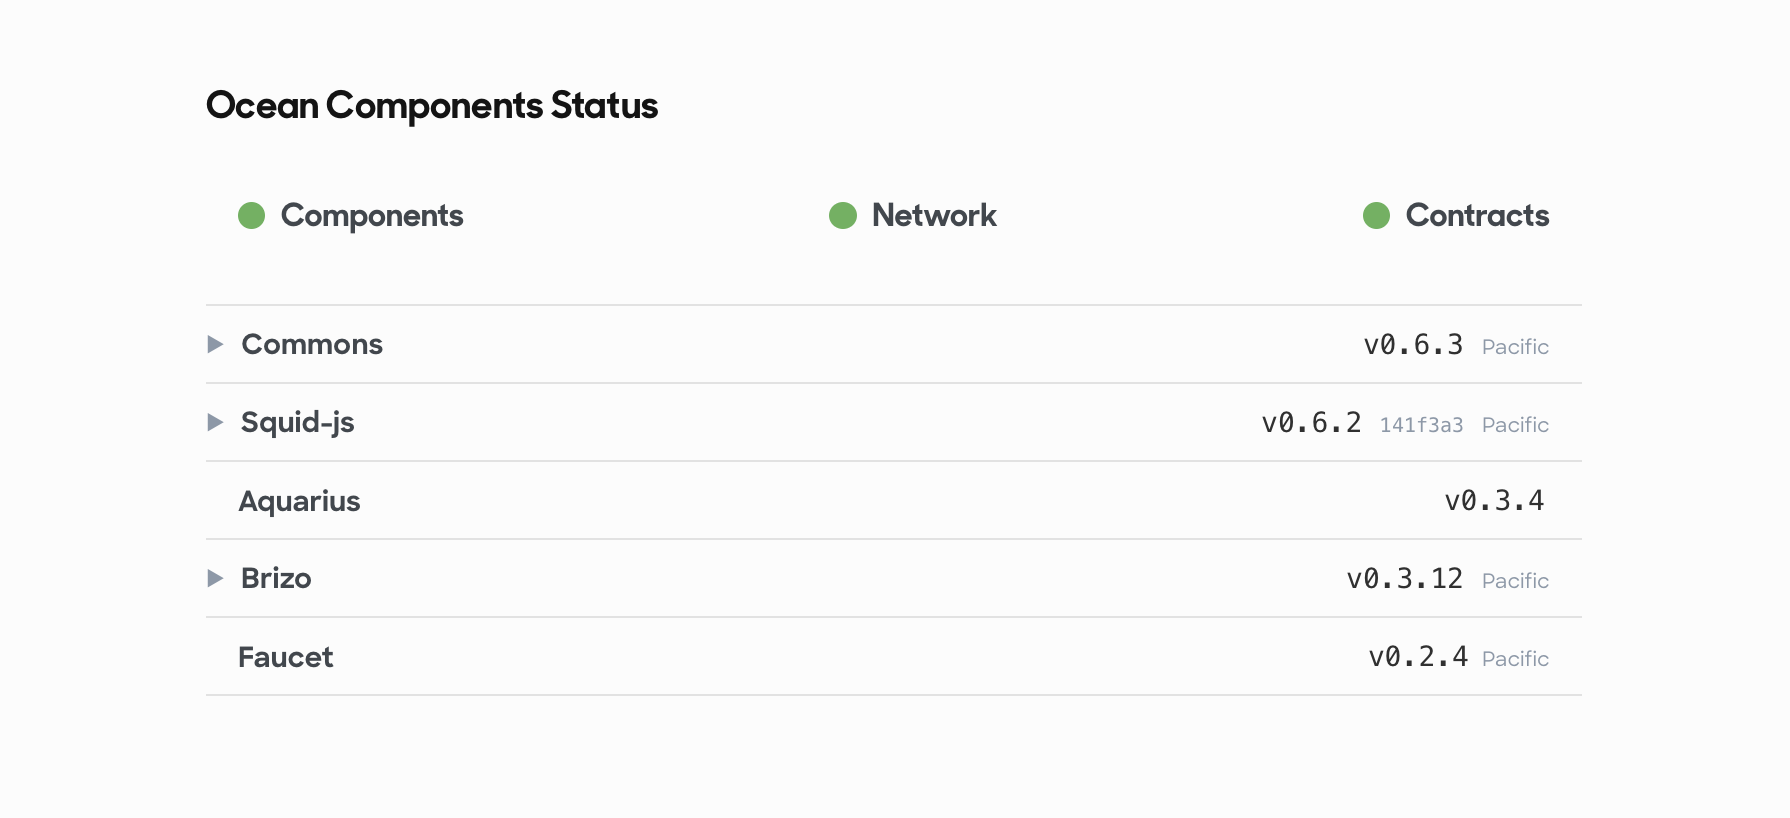 Ocean Components Status
Components Network Contracts
Commons v0.6.3 Pacific
Squid-js v0.6.2 141f3a3 Pacific
Aquarius v0.3.4
Brizo v0.3.12 Pacific
Faucet v0.2.4 Pacific